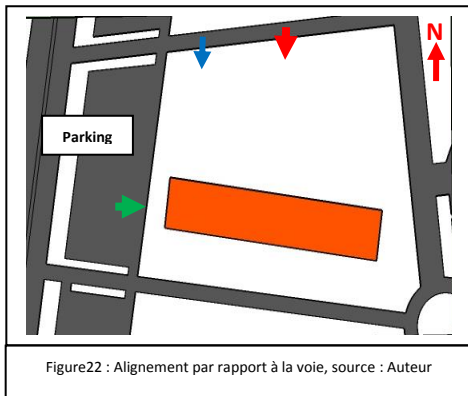 N
Parking
Figure22 : Alignement par rapport à la voie, source : Auteur